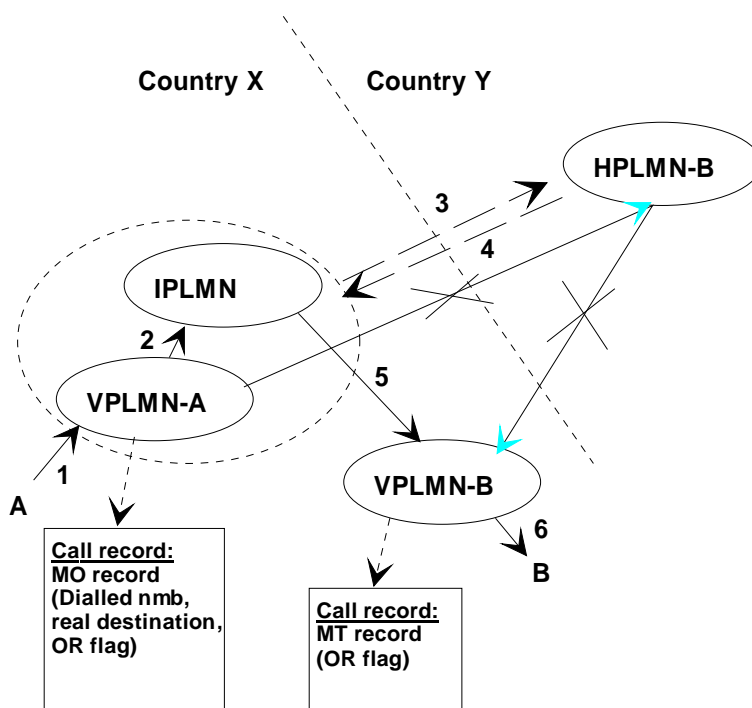 Country X
Country Y
HPLMN-B
3
4
IPLMN
2
5
VPLMN-A
1
A
VPLMN-B
6
B
Call record:
MO record
(Dialled nmb,
real destination,
OR flag)
Call record:
MT record
(OR flag)